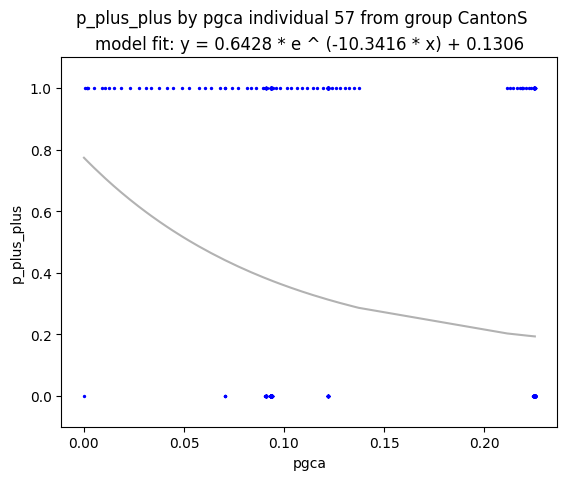 p_plus_plus by pgca individual 57 from group CantonS
model fit: y = 0.6428 * e ^ (-10.3416 * x) + 0.1306
1.0
0.8
0.6
0.4
0.2
0.0
p_plus_plus
0.00 0.05 0.10 0.15 0.20
pgca